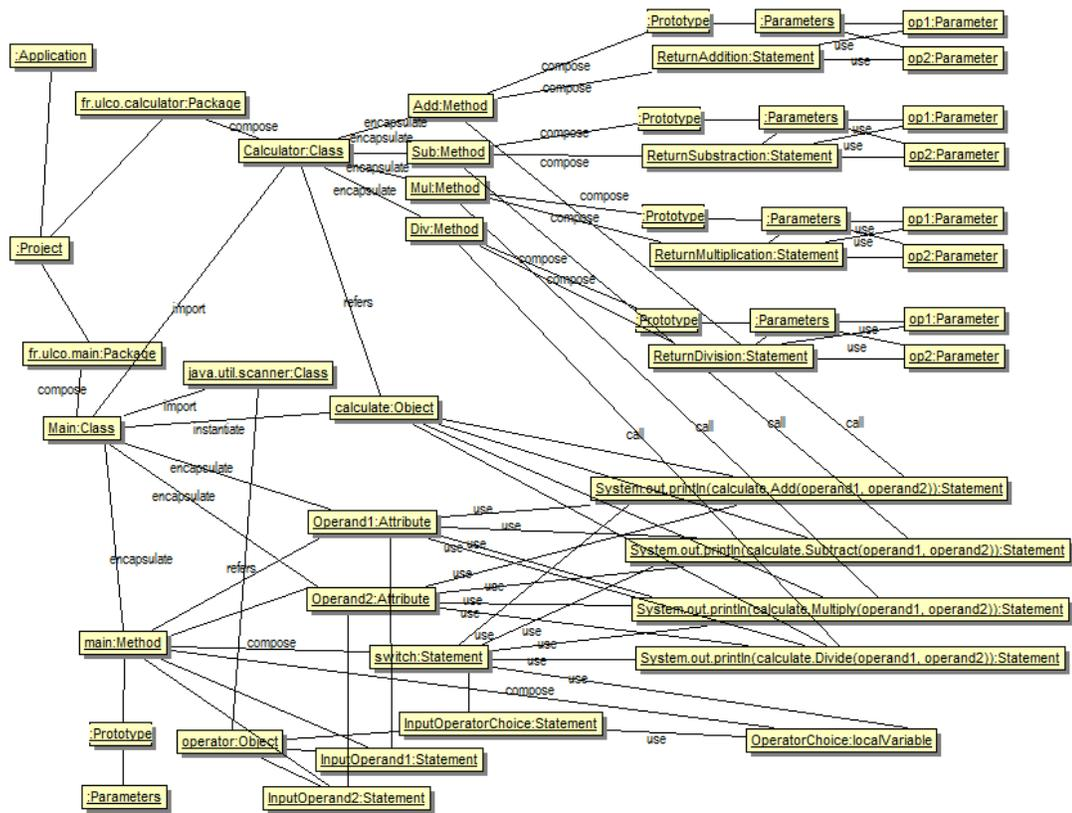 :Application
fr.ulco.calculator:Package
compose
Calculator:Class
encapsulate
encapsulate
encapsulate
encapsulate
Add:Method
Sub:Method
Mul:Method
Div:Method
compose
compose
:Prototype
:Parameters
op1:Parameter
ReturnAddition:Statement
use
use
op2:Parameter
compose
compose
:Prototype
:Parameters
op1:Parameter
ReturnSubstraction:Statement
use
use
op2:Parameter
compose
compose
:Prototype
:Parameters
op1:Parameter
ReturnMultiplication:Statement
use
use
op2:Parameter
compose
compose
:Prototype
:Parameters
op1:Parameter
ReturnDivision:Statement
use
use
op2:Parameter
:Project
import
refers
fr.ulco.main:Package
compose
java.util.scanner:Class
import
Main:Class
instantiate
calculate:Object
call
call
call
call
encapsulate
encapsulate
encapsulate
System.out.println(calculate.Add(operand1, operand2)):Statement
Operand1:Attribute
use
use
use
use
System.out.println(calculate.Subtract(operand1, operand2)):Statement
refers
Operand2:Attribute
use
use
use
use
System.out.println(calculate.Multiply(operand1, operand2)):Statement
main:Method
compose
switch:Statement
use
use
use
use
use
System.out.println(calculate.Divide(operand1, operand2)):Statement
compose
:Prototype
operator:Object
InputOperatorChoice:Statement
use
OperatorChoice:localVariable
InputOperand1:Statement
:Parameters
InputOperand2:Statement